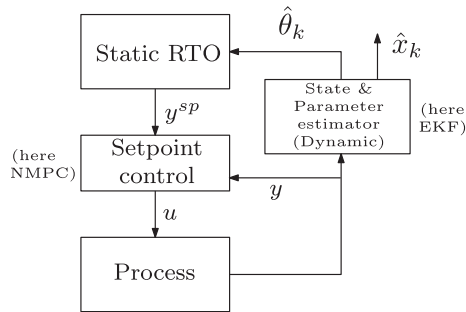 θ̂ₖ
x̂ₖ
Static RTO
State &
Parameter
estimator
(Dynamic)
(here
EKF)
yˢᵖ
(here
NMPC)
Setpoint
control
y
u
Process